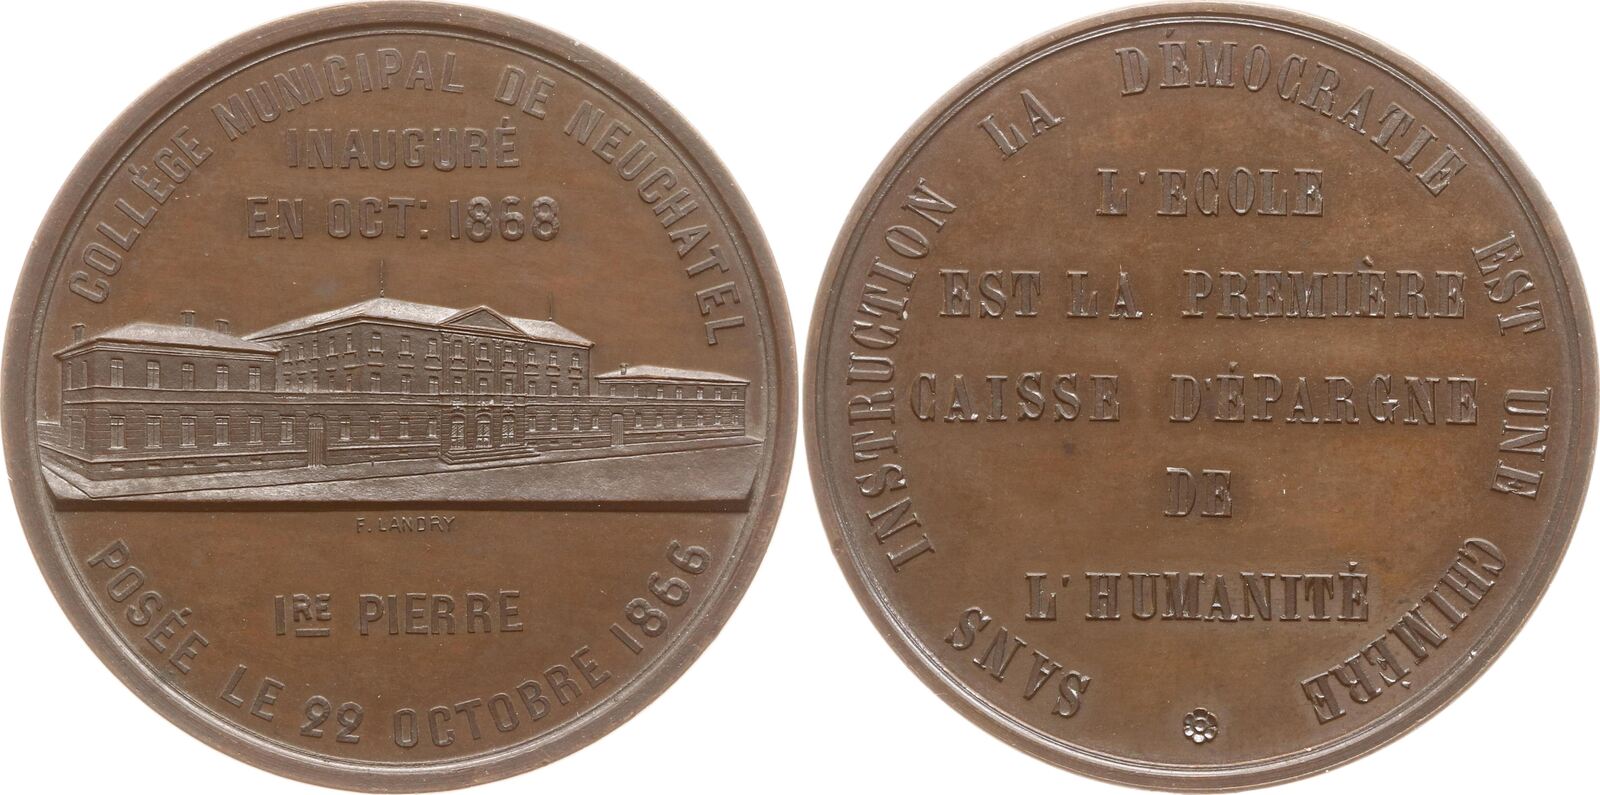 COLLÉGE MUNICIPAL DE NEUCHATEL
INAUGURÉ
EN OCT: 1868
F. LANDRY
1RE PIERRE
POSÉE LE 22 OCTOBRE 1866
SANS INSTRUCTION LA DÉMOCRATIE EST UNE CHIMÈRE
L'ECOLE
EST LA PREMIÈRE
CAISSE D'ÉPARGNE
DE
L'HUMANITÉ